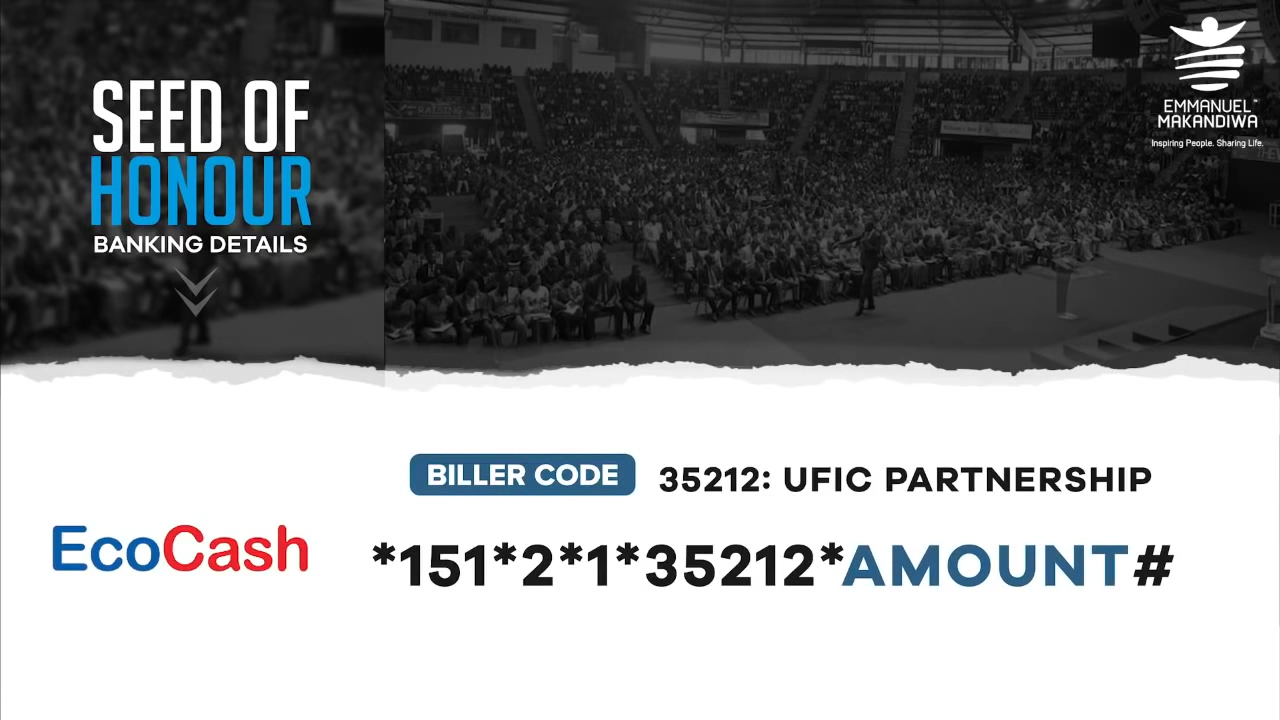 SEED OF
HONOUR
BANKING DETAILS
EMMANUEL™
MAKANDIWA
Inspiring People. Sharing Life.
BILLER CODE
35212: UFIC PARTNERSHIP
EcoCash
*151*2*1*35212*AMOUNT#